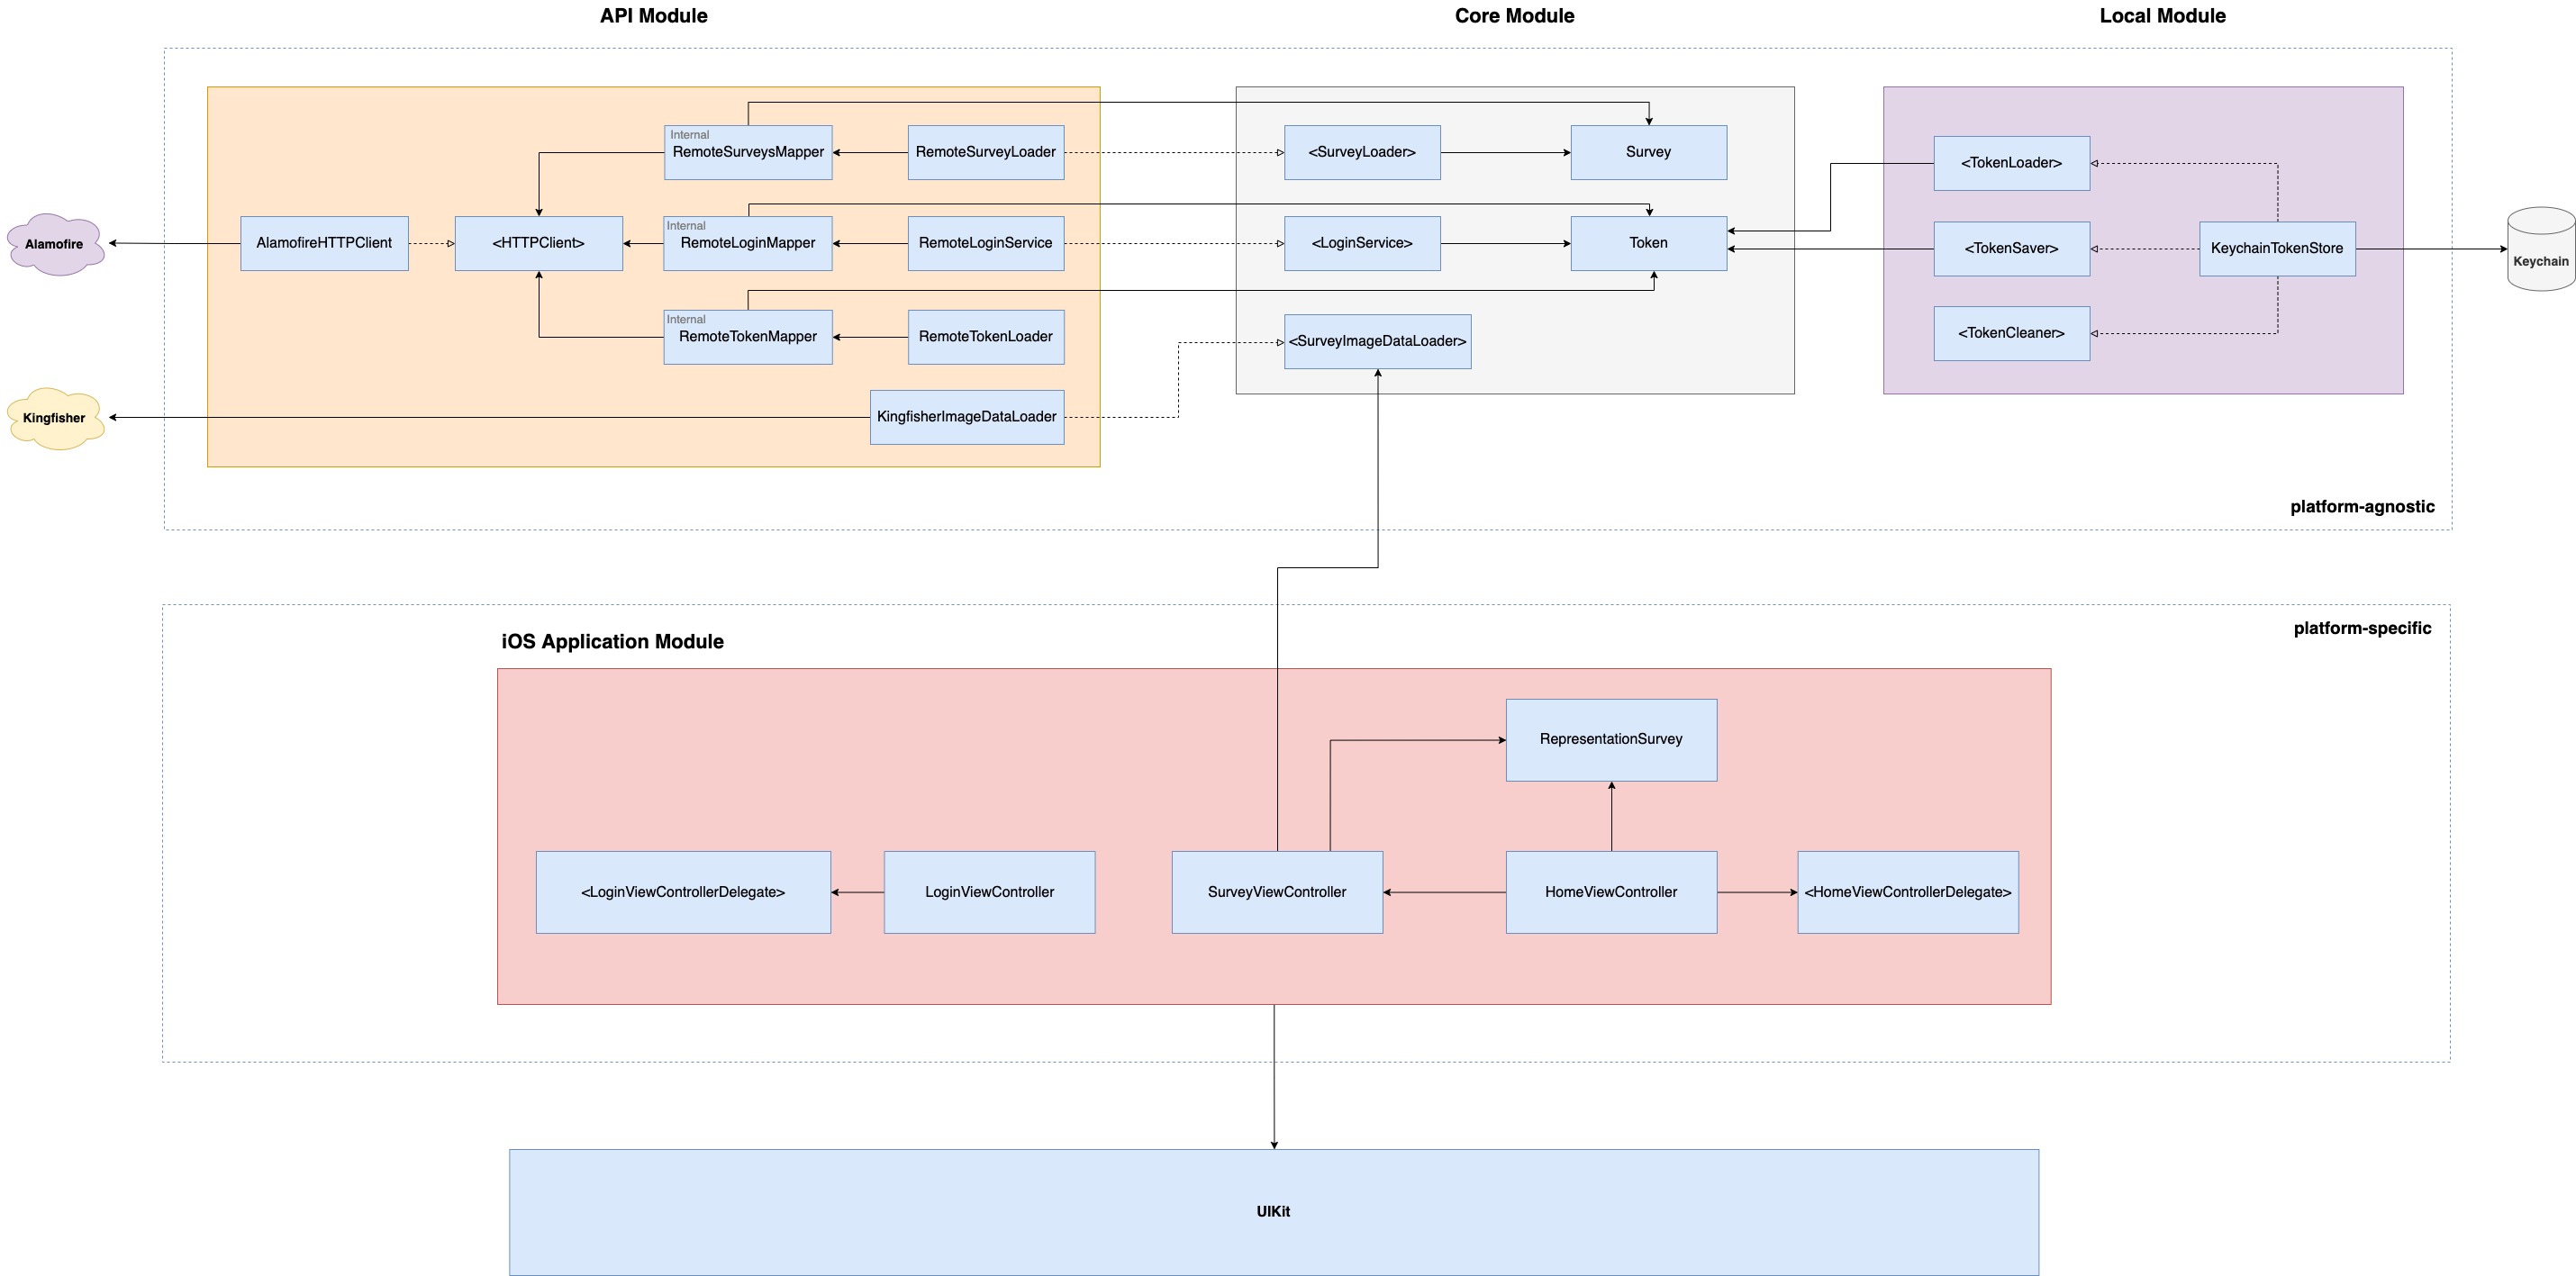 API Module
Core Module
Local Module
Internal
RemoteSurveysMapper
RemoteSurveyLoader
<SurveyLoader>
Survey
<TokenLoader>
Alamofire
AlamofireHTTPClient
<HTTPClient>
Internal
RemoteLoginMapper
RemoteLoginService
<LoginService>
Token
<TokenSaver>
KeychainTokenStore
Keychain
Internal
RemoteTokenMapper
RemoteTokenLoader
<SurveyImageDataLoader>
<TokenCleaner>
Kingfisher
KingfisherImageDataLoader
platform-agnostic
platform-specific
iOS Application Module
RepresentationSurvey
<LoginViewControllerDelegate>
LoginViewController
SurveyViewController
HomeViewController
<HomeViewControllerDelegate>
UIKit